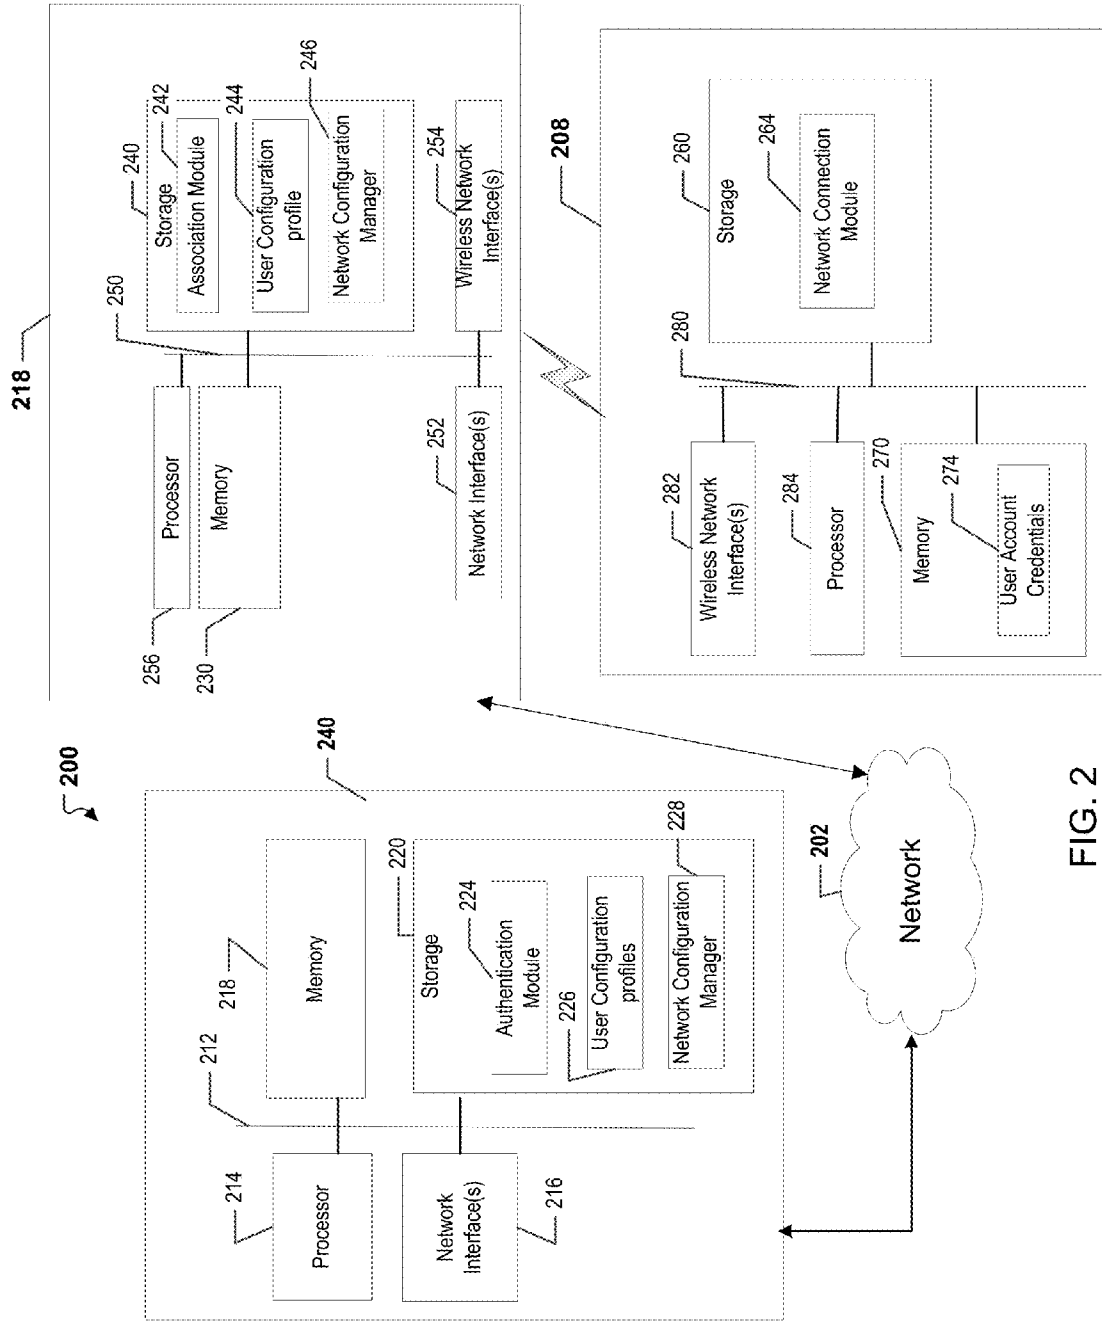 200
240
214
Processor
216
Network
Interface(s)
212
218
Memory
220
Storage
224
Authentication
Module
226
User Configuration
profiles
228
Network Configuration
Manager
202
Network
218
256
Processor
230
Memory
250
240
Storage
242
Association Module
244
User Configuration
profile
246
Network Configuration
Manager
252
Network Interface(s)
254
Wireless Network
Interface(s)
208
282
Wireless Network
Interface(s)
284
Processor
270
Memory
274
User Account
Credentials
280
260
Storage
264
Network Connection
Module
FIG. 2